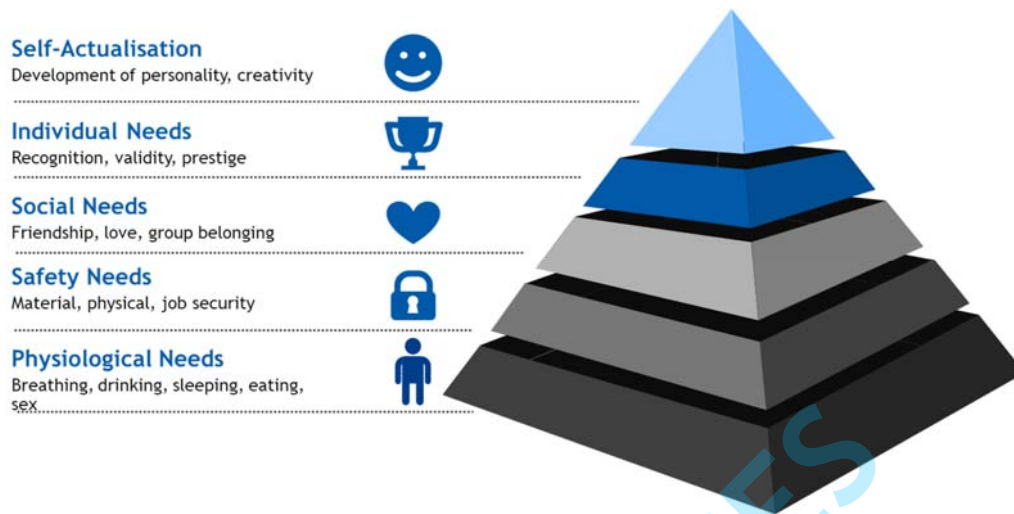 Self-Actualisation
Development of personality, creativity
Individual Needs
Recognition, validity, prestige
Social Needs
Friendship, love, group belonging
Safety Needs
Material, physical, job security
Physiological Needs
Breathing, drinking, sleeping, eating,
sex